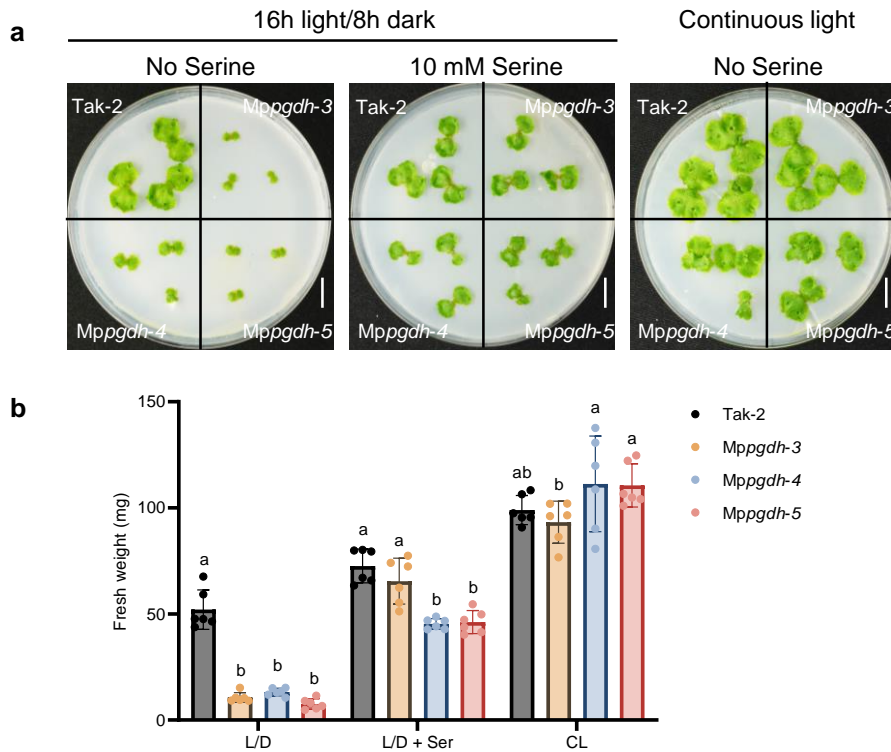 a
16h light/8h dark
Continuous light
No Serine
10 mM Serine
No Serine
Tak-2
Mppgdh-3
Tak-2
Mppgdh-3
Tak-2
Mppgdh-3
Mppgdh-4
Mppgdh-5
Mppgdh-4
Mppgdh-5
Mppgdh-4
Mppgdh-5
b
150
100
50
0
Fresh weight (mg)
a
b
b
b
a
a
b
b
ab
b
a
a
L/D
L/D + Ser
CL
Tak-2
Mppgdh-3
Mppgdh-4
Mppgdh-5